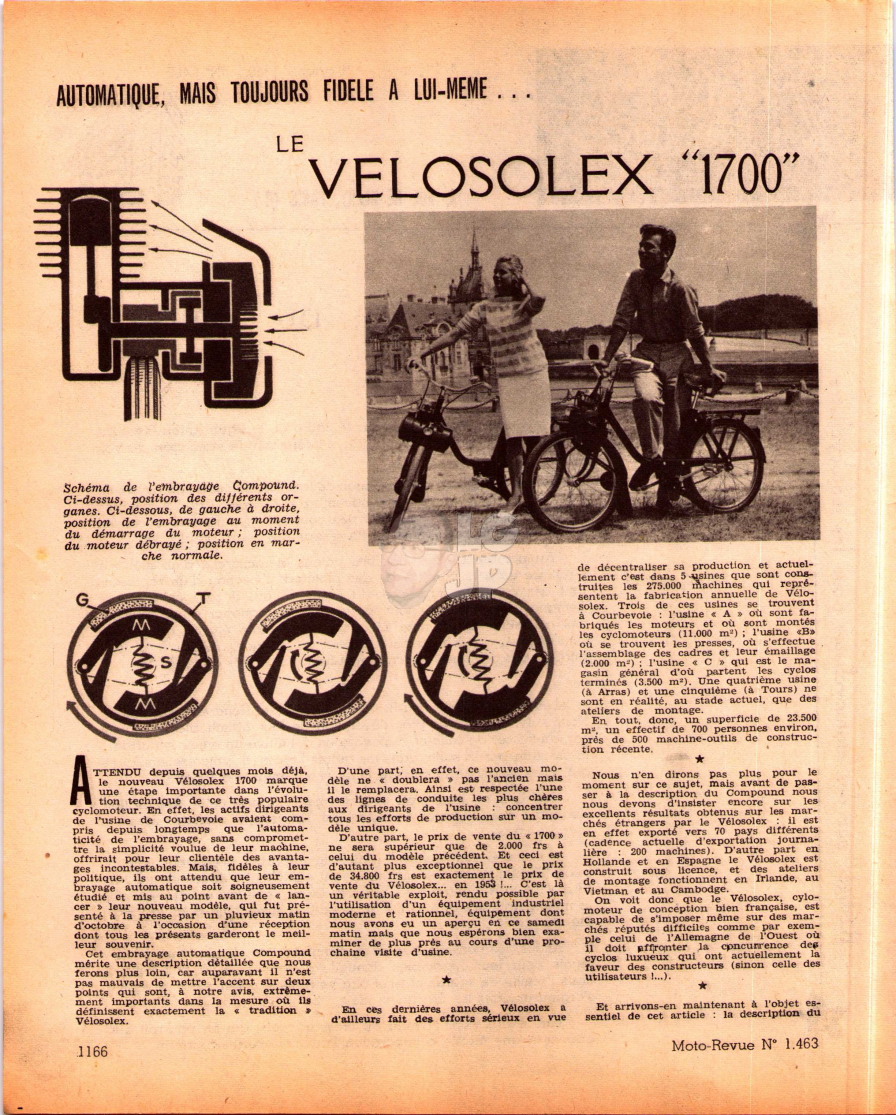 AUTOMATIQUE, MAIS TOUJOURS FIDELE A LUI-MEME . . .
LE
VELOSOLEX "1700"
Schéma de l'embrayage Compound.
Ci-dessus, position des différents or-
ganes. Ci-dessous, de gauche à droite,
position de l'embrayage au moment
du démarrage du moteur ; position
du moteur débrayé ; position en mar-
che normale.
G
T
S
ATTENDU depuis quelques mois déjà,
le nouveau Vélosolex 1700 marque
une étape importante dans l'évolu-
tion technique de ce très populaire
cyclomoteur. En effet, les actifs dirigeants
de l'usine de Courbevoie avaient com-
pris depuis longtemps que l'automa-
ticité de l'embrayage, sans compromet-
tre la simplicité voulue de leur machine,
offrirait pour leur clientèle des avanta-
ges incontestables. Mais, fidèles à leur
politique, ils ont attendu que leur em-
brayage automatique soit soigneusement
étudié et mis au point avant de « lan-
cer » leur nouveau modèle, qui fut pré-
senté à la presse par un pluvieux matin
d'octobre à l'occasion d'une réception
dont tous les présents garderont le meil-
leur souvenir.
Cet embrayage automatique Compound
mérite une description détaillée que nous
ferons plus loin, car auparavant il n'est
pas mauvais de mettre l'accent sur deux
points qui sont, à notre avis, extrême-
ment importants dans la mesure où ils
définissent exactement la « tradition »
Vélosolex.
D'une part, en effet, ce nouveau mo-
dèle ne « doublera » pas l'ancien mais
il le remplacera. Ainsi est respectée l'une
des lignes de conduite les plus chères
aux dirigeants de l'usine : concentrer
tous les efforts de production sur un mo-
dèle unique.
D'autre part, le prix de vente du « 1700 »
ne sera supérieur que de 2.000 frs à
celui du modèle précédent. Et ceci est
d'autant plus exceptionnel que le prix
de 34.800 frs est exactement le prix de
vente du Vélosolex... en 1953 !... C'est là
un véritable exploit, rendu possible par
l'utilisation d'un équipement industriel
moderne et rationnel, équipement dont
nous avons eu un aperçu en ce samedi
matin mais que nous espérons bien exa-
miner de plus prés au cours d'une pro-
chaine visite d'usine.
★
En ces dernières années, Vélosolex a
d'ailleurs fait des efforts sérieux en vue
de décentraliser sa production et actuel-
lement c'est dans 5 usines que sont cons-
truites les 275.000 machines qui repré-
sentent la fabrication annuelle de Vélo-
solex. Trois de ces usines se trouvent
à Courbevoie : l'usine « A » où sont fa-
briqués les moteurs et où sont montés
les cyclomoteurs (11.000 m²) ; l'usine «B»
où se trouvent les presses, où s'effectue
l'assemblage des cadres et leur émaillage
(2.000 m²) ; l'usine « C » qui est le ma-
gasin général d'où partent les cyclos
terminés (3.500 m²). Une quatrième usine
(à Arras) et une cinquième (à Tours) ne
sont en réalité, au stade actuel, que des
ateliers de montage.
En tout, donc, un superficie de 23.500
m², un effectif de 700 personnes environ,
prés de 500 machine-outils de construc-
tion récente.
★
Nous n'en dirons pas plus pour le
moment sur ce sujet, mais avant de pas-
ser à la description du Compound nous
nous devons d'insister encore sur les
excellents résultats obtenus sur les mar-
chés étrangers par le Vélosolex : il est
en effet exporté vers 70 pays différents
(cadence actuelle d'exportation journa-
lière : 200 machines). D'autre part en
Hollande et en Espagne le Vélosolex est
construit sous licence, et des ateliers
de montage fonctionnent en Irlande, au
Vietman et au Cambodge.
On voit donc que le Vélosolex, cylo-
moteur de conception bien française, est
capable de s'imposer même sur des mar-
chés réputés difficiles comme par exem-
ple celui de l'Allemagne de l'Ouest où
il doit affronter la concurrence des
cyclos luxueux qui ont actuellement la
faveur des constructeurs (sinon celle des
utilisateurs !...).
★
Et arrivons-en maintenant à l'objet es-
sentiel de cet article : la description du
1166
Moto-Revue N° 1.463